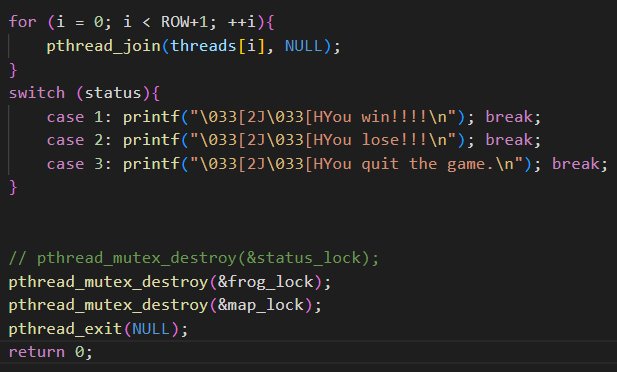 for (i = 0; i < ROW+1; ++i){
    pthread_join(threads[i], NULL);
}
switch (status){
    case 1: printf("\033[2J\033[HYou win!!!!\n"); break;
    case 2: printf("\033[2J\033[HYou lose!!!\n"); break;
    case 3: printf("\033[2J\033[HYou quit the game.\n"); break;
}
// pthread_mutex_destroy(&status_lock);
pthread_mutex_destroy(&frog_lock);
pthread_mutex_destroy(&map_lock);
pthread_exit(NULL);
return 0;